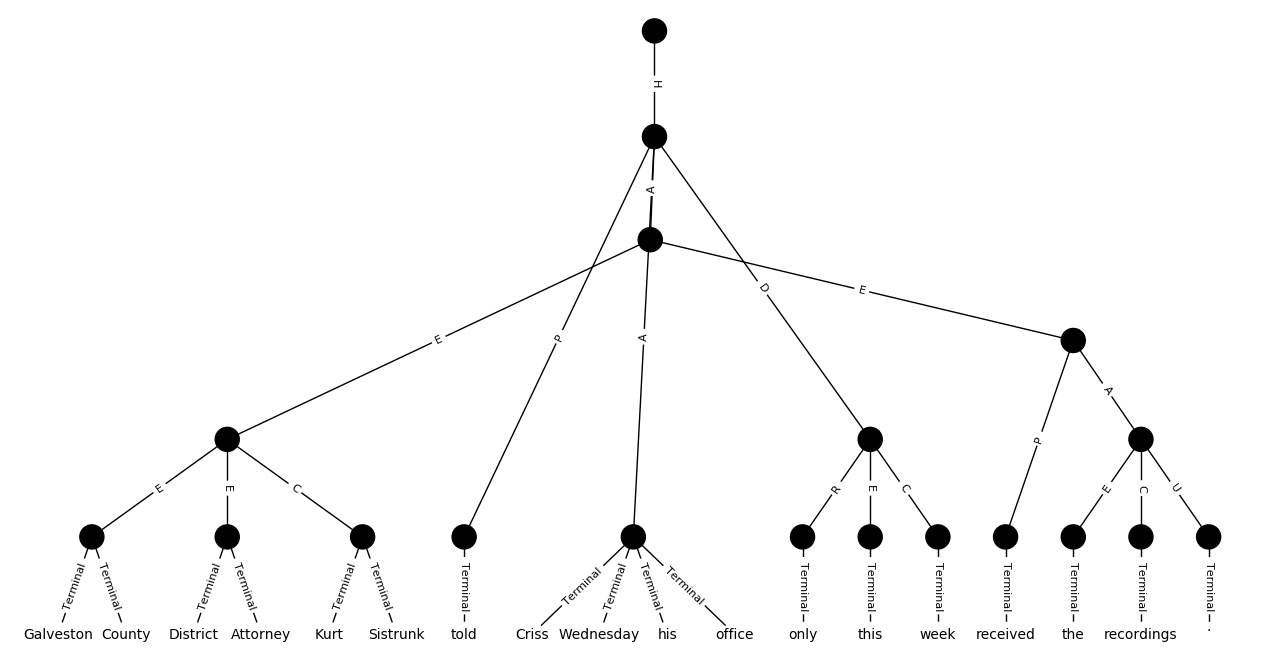 H
A
D
E
E
P
A
A
P
E
E
C
R
E
C
E
C
U
Terminal Terminal Terminal Terminal Terminal Terminal Terminal Terminal Terminal Terminal Terminal Terminal Terminal Terminal Terminal Terminal Terminal Terminal
Galveston County District Attorney Kurt Sistrunk told Criss Wednesday his office only this week received the recordings .